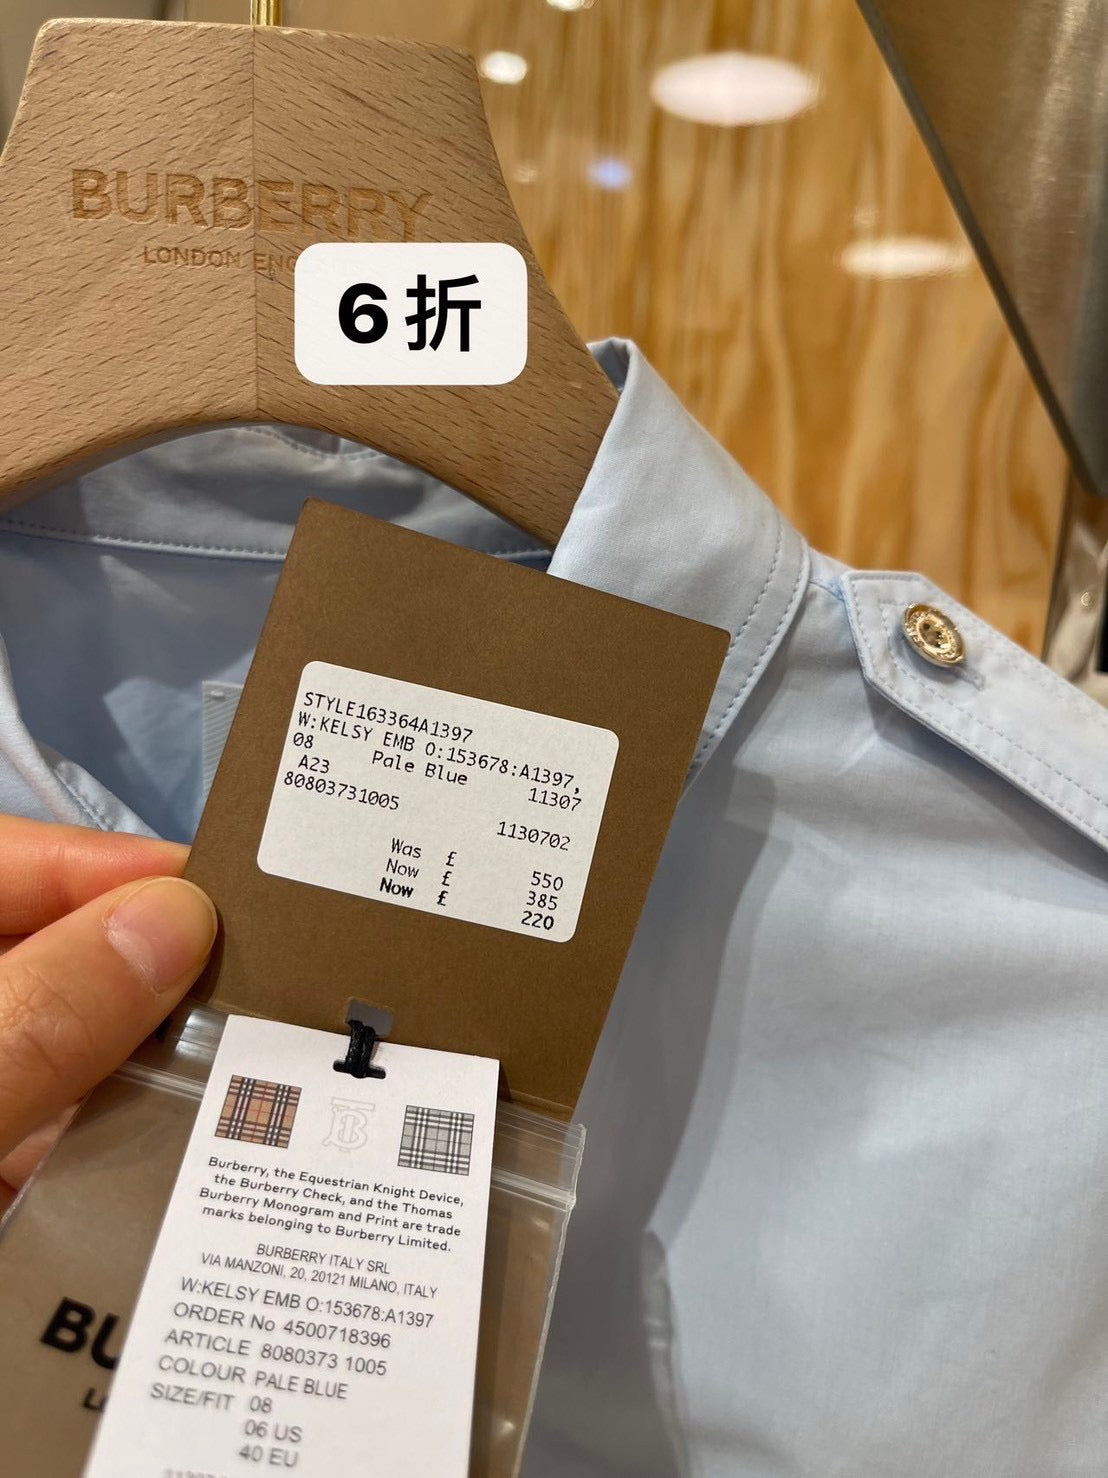 BURBERRY
LONDON
6折
STYLE163364A1397
W:KELSY EMB O:153678:A1397,
08 Pale Blue 11307
A23
80803731005
1130702
Was £ 550
Now £ 385
Now £ 220
Burberry, the Equestrian Knight Device,
the Burberry Check, and the Thomas
Burberry Monogram and Print are trade
marks belonging to Burberry Limited.
BURBERRY ITALY SRL
VIA MANZONI, 20, 20121 MILANO, ITALY
W:KELSY EMB O:153678:A1397
ORDER No 4500718396
ARTICLE 8080373 1005
COLOUR PALE BLUE
SIZE/FIT 08
06 US
40 EU
BU